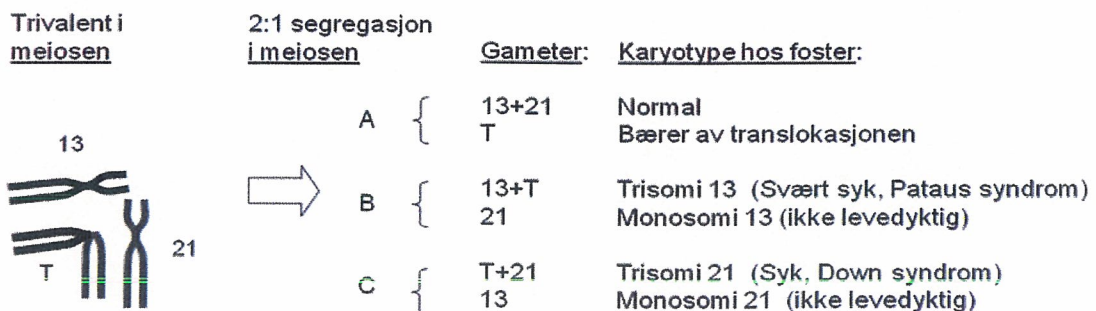 Trivalent i meiosen
2:1 segregasjon i meiosen
Gameter:
Karyotype hos foster:
13
21
T
A
13+21 Normal
T Bærer av translokasjonen
B
13+T Trisomi 13 (Svært syk, Pataus syndrom)
21 Monosomi 13 (ikke levedyktig)
C
T+21 Trisomi 21 (Syk, Down syndrom)
13 Monosomi 21 (ikke levedyktig)